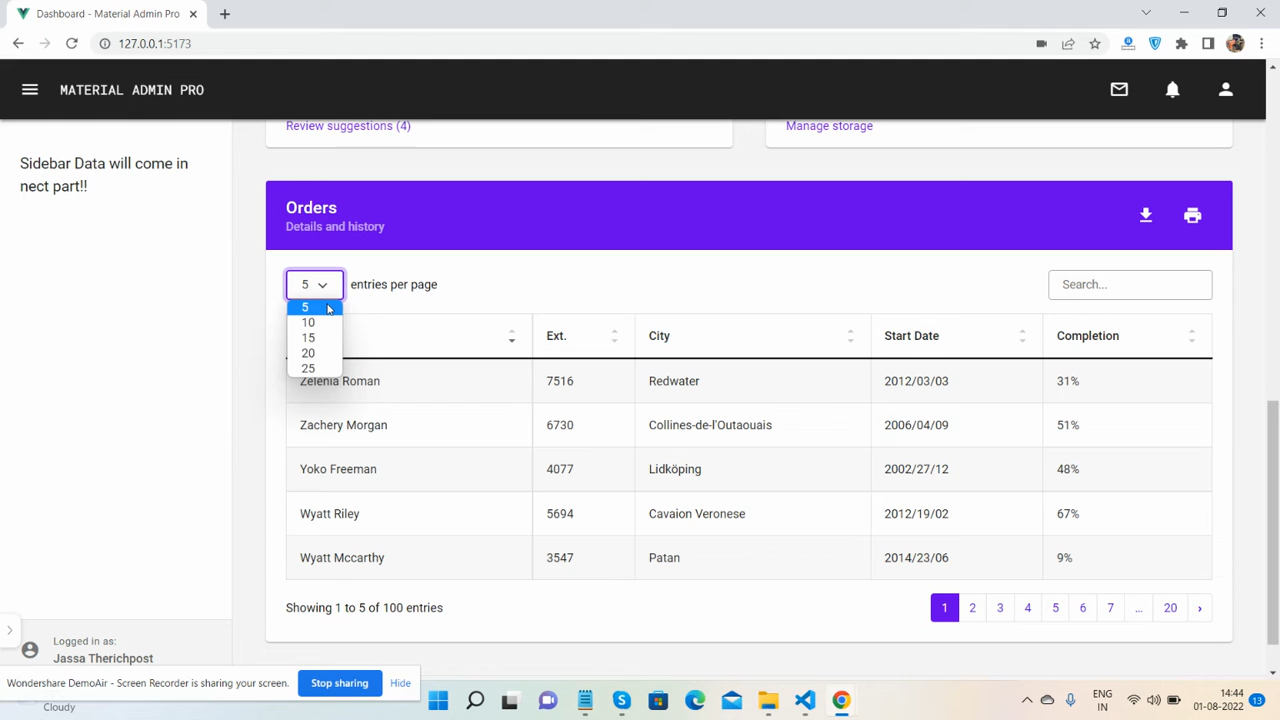 Dashboard - Material Admin Pro
127.0.0.1:5173
MATERIAL ADMIN PRO
Review suggestions (4)
Manage storage
Sidebar Data will come in
nect part!!
Orders
Details and history
5
entries per page
Search...
5
10
15
20
25
Ext.
City
Start Date
Completion
Zelenia Roman
7516
Redwater
2012/03/03
31%
Zachery Morgan
6730
Collines-de-l'Outaouais
2006/04/09
51%
Yoko Freeman
4077
Lidköping
2002/27/12
48%
Wyatt Riley
5694
Cavaion Veronese
2012/19/02
67%
Wyatt Mccarthy
3547
Patan
2014/23/06
9%
Showing 1 to 5 of 100 entries
1 2 3 4 5 6 7 ... 20 ›
Logged in as:
Jassa Therichpost
Wondershare DemoAir - Screen Recorder is sharing your screen.
Stop sharing
Hide
Cloudy
ENG
IN
14:44
01-08-2022
13